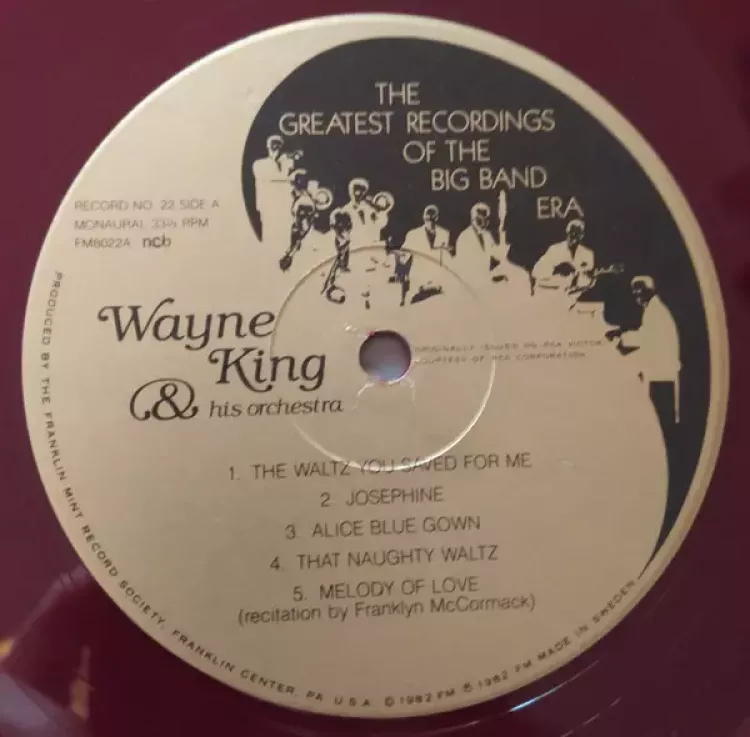 THE
GREATEST RECORDINGS
OF THE
BIG BAND
ERA
RECORD NO. 22 SIDE A
MONAURAL 33⅓ RPM
FM8022A ncb
Wayne
King
& his orchestra
ORIGINALLY ISSUED ON RCA VICTOR
COURTESY OF RCA CORPORATION
1. THE WALTZ YOU SAVED FOR ME
2. JOSEPHINE
3. ALICE BLUE GOWN
4. THAT NAUGHTY WALTZ
5. MELODY OF LOVE
(recitation by Franklyn McCormack)
PRODUCED BY THE FRANKLIN MINT RECORD SOCIETY, FRANKLIN CENTER, PA U.S.A. © 1982 FM ℗ 1982 FM MADE IN SWEDEN